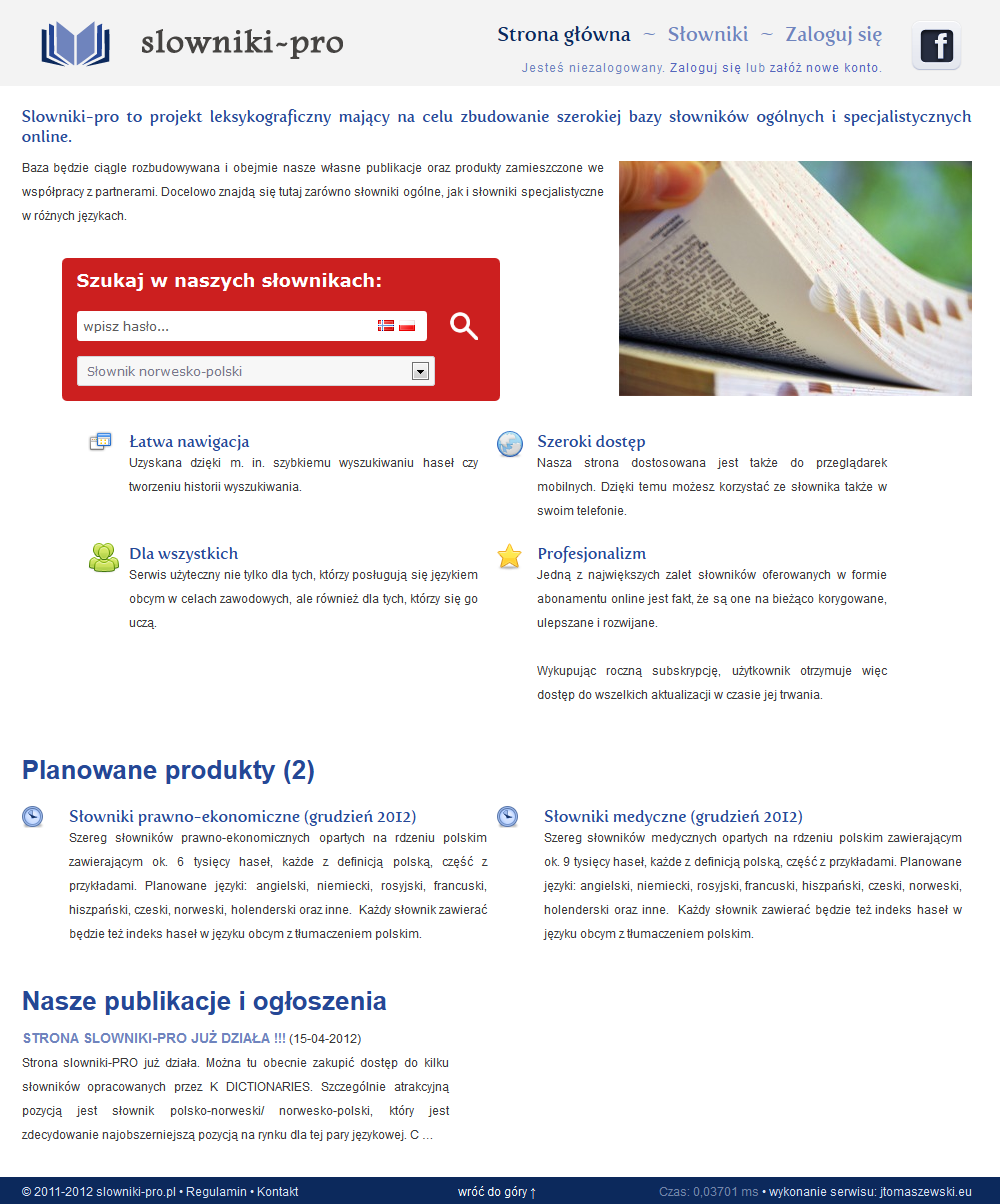 slowniki-pro
Strona główna ~ Słowniki ~ Zaloguj się
Jesteś niezalogowany. Zaloguj się lub załóż nowe konto.
Slowniki-pro to projekt leksykograficzny mający na celu zbudowanie szerokiej bazy słowników ogólnych i specjalistycznych
online.
Baza będzie ciągle rozbudowywana i obejmie nasze własne publikacje oraz produkty zamieszczone we
współpracy z partnerami. Docelowo znajdą się tutaj zarówno słowniki ogólne, jak i słowniki specjalistyczne
w różnych językach.
Szukaj w naszych słownikach:
wpisz hasło...
Słownik norwesko-polski
Łatwa nawigacja
Uzyskana dzięki m. in. szybkiemu wyszukiwaniu haseł czy
tworzeniu historii wyszukiwania.
Szeroki dostęp
Nasza strona dostosowana jest także do przeglądarek
mobilnych. Dzięki temu możesz korzystać ze słownika także w
swoim telefonie.
Dla wszystkich
Serwis użyteczny nie tylko dla tych, którzy posługują się językiem
obcym w celach zawodowych, ale również dla tych, którzy się go
uczą.
Profesjonalizm
Jedną z największych zalet słowników oferowanych w formie
abonamentu online jest fakt, że są one na bieżąco korygowane,
ulepszane i rozwijane.
Wykupując roczną subskrypcję, użytkownik otrzymuje więc
dostęp do wszelkich aktualizacji w czasie jej trwania.
Planowane produkty (2)
Słowniki prawno-ekonomiczne (grudzień 2012)
Szereg słowników prawno-ekonomicznych opartych na rdzeniu polskim
zawierającym ok. 6 tysięcy haseł, każde z definicją polską, część z
przykładami. Planowane języki: angielski, niemiecki, rosyjski, francuski,
hiszpański, czeski, norweski, holenderski oraz inne. Każdy słownik zawierać
będzie też indeks haseł w języku obcym z tłumaczeniem polskim.
Słowniki medyczne (grudzień 2012)
Szereg słowników medycznych opartych na rdzeniu polskim zawierającym
ok. 9 tysięcy haseł, każde z definicją polską, część z przykładami. Planowane
języki: angielski, niemiecki, rosyjski, francuski, hiszpański, czeski, norweski,
holenderski oraz inne. Każdy słownik zawierać będzie też indeks haseł w
języku obcym z tłumaczeniem polskim.
Nasze publikacje i ogłoszenia
STRONA SLOWNIKI-PRO JUŻ DZIAŁA !!! (15-04-2012)
Strona slowniki-PRO już działa. Można tu obecnie zakupić dostęp do kilku
słowników opracowanych przez K DICTIONARIES. Szczególnie atrakcyjną
pozycją jest słownik polsko-norweski/ norwesko-polski, który jest
zdecydowanie najobszerniejszą pozycją na rynku dla tej pary językowej. C ...
© 2011-2012 slowniki-pro.pl • Regulamin • Kontakt
wróć do góry ↑
Czas: 0,03701 ms • wykonanie serwisu: jtomaszewski.eu